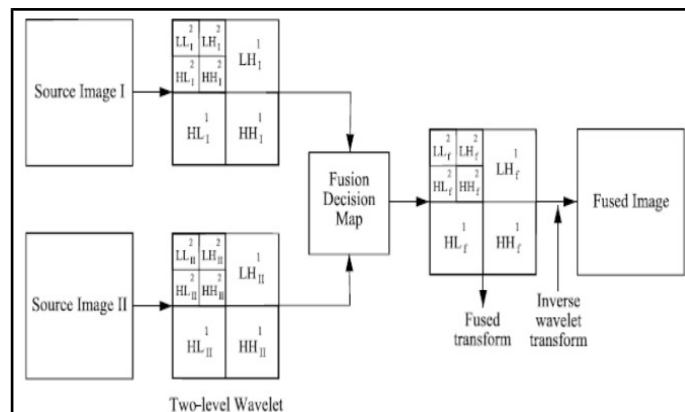 Source Image I
LL_I^2 LH_I^2
HL_I^2 HH_I^2
LH_I^1
HL_I^1 HH_I^1
Source Image II
LL_II^2 LH_II^2
HL_II^2 HH_II^2
LH_II^1
HL_II^1 HH_II^1
Two-level Wavelet
Fusion
Decision
Map
LL_f^2 LH_f^2
HL_f^2 HH_f^2
LH_f^1
HL_f^1 HH_f^1
Fused
transform
Inverse
wavelet
transform
Fused Image